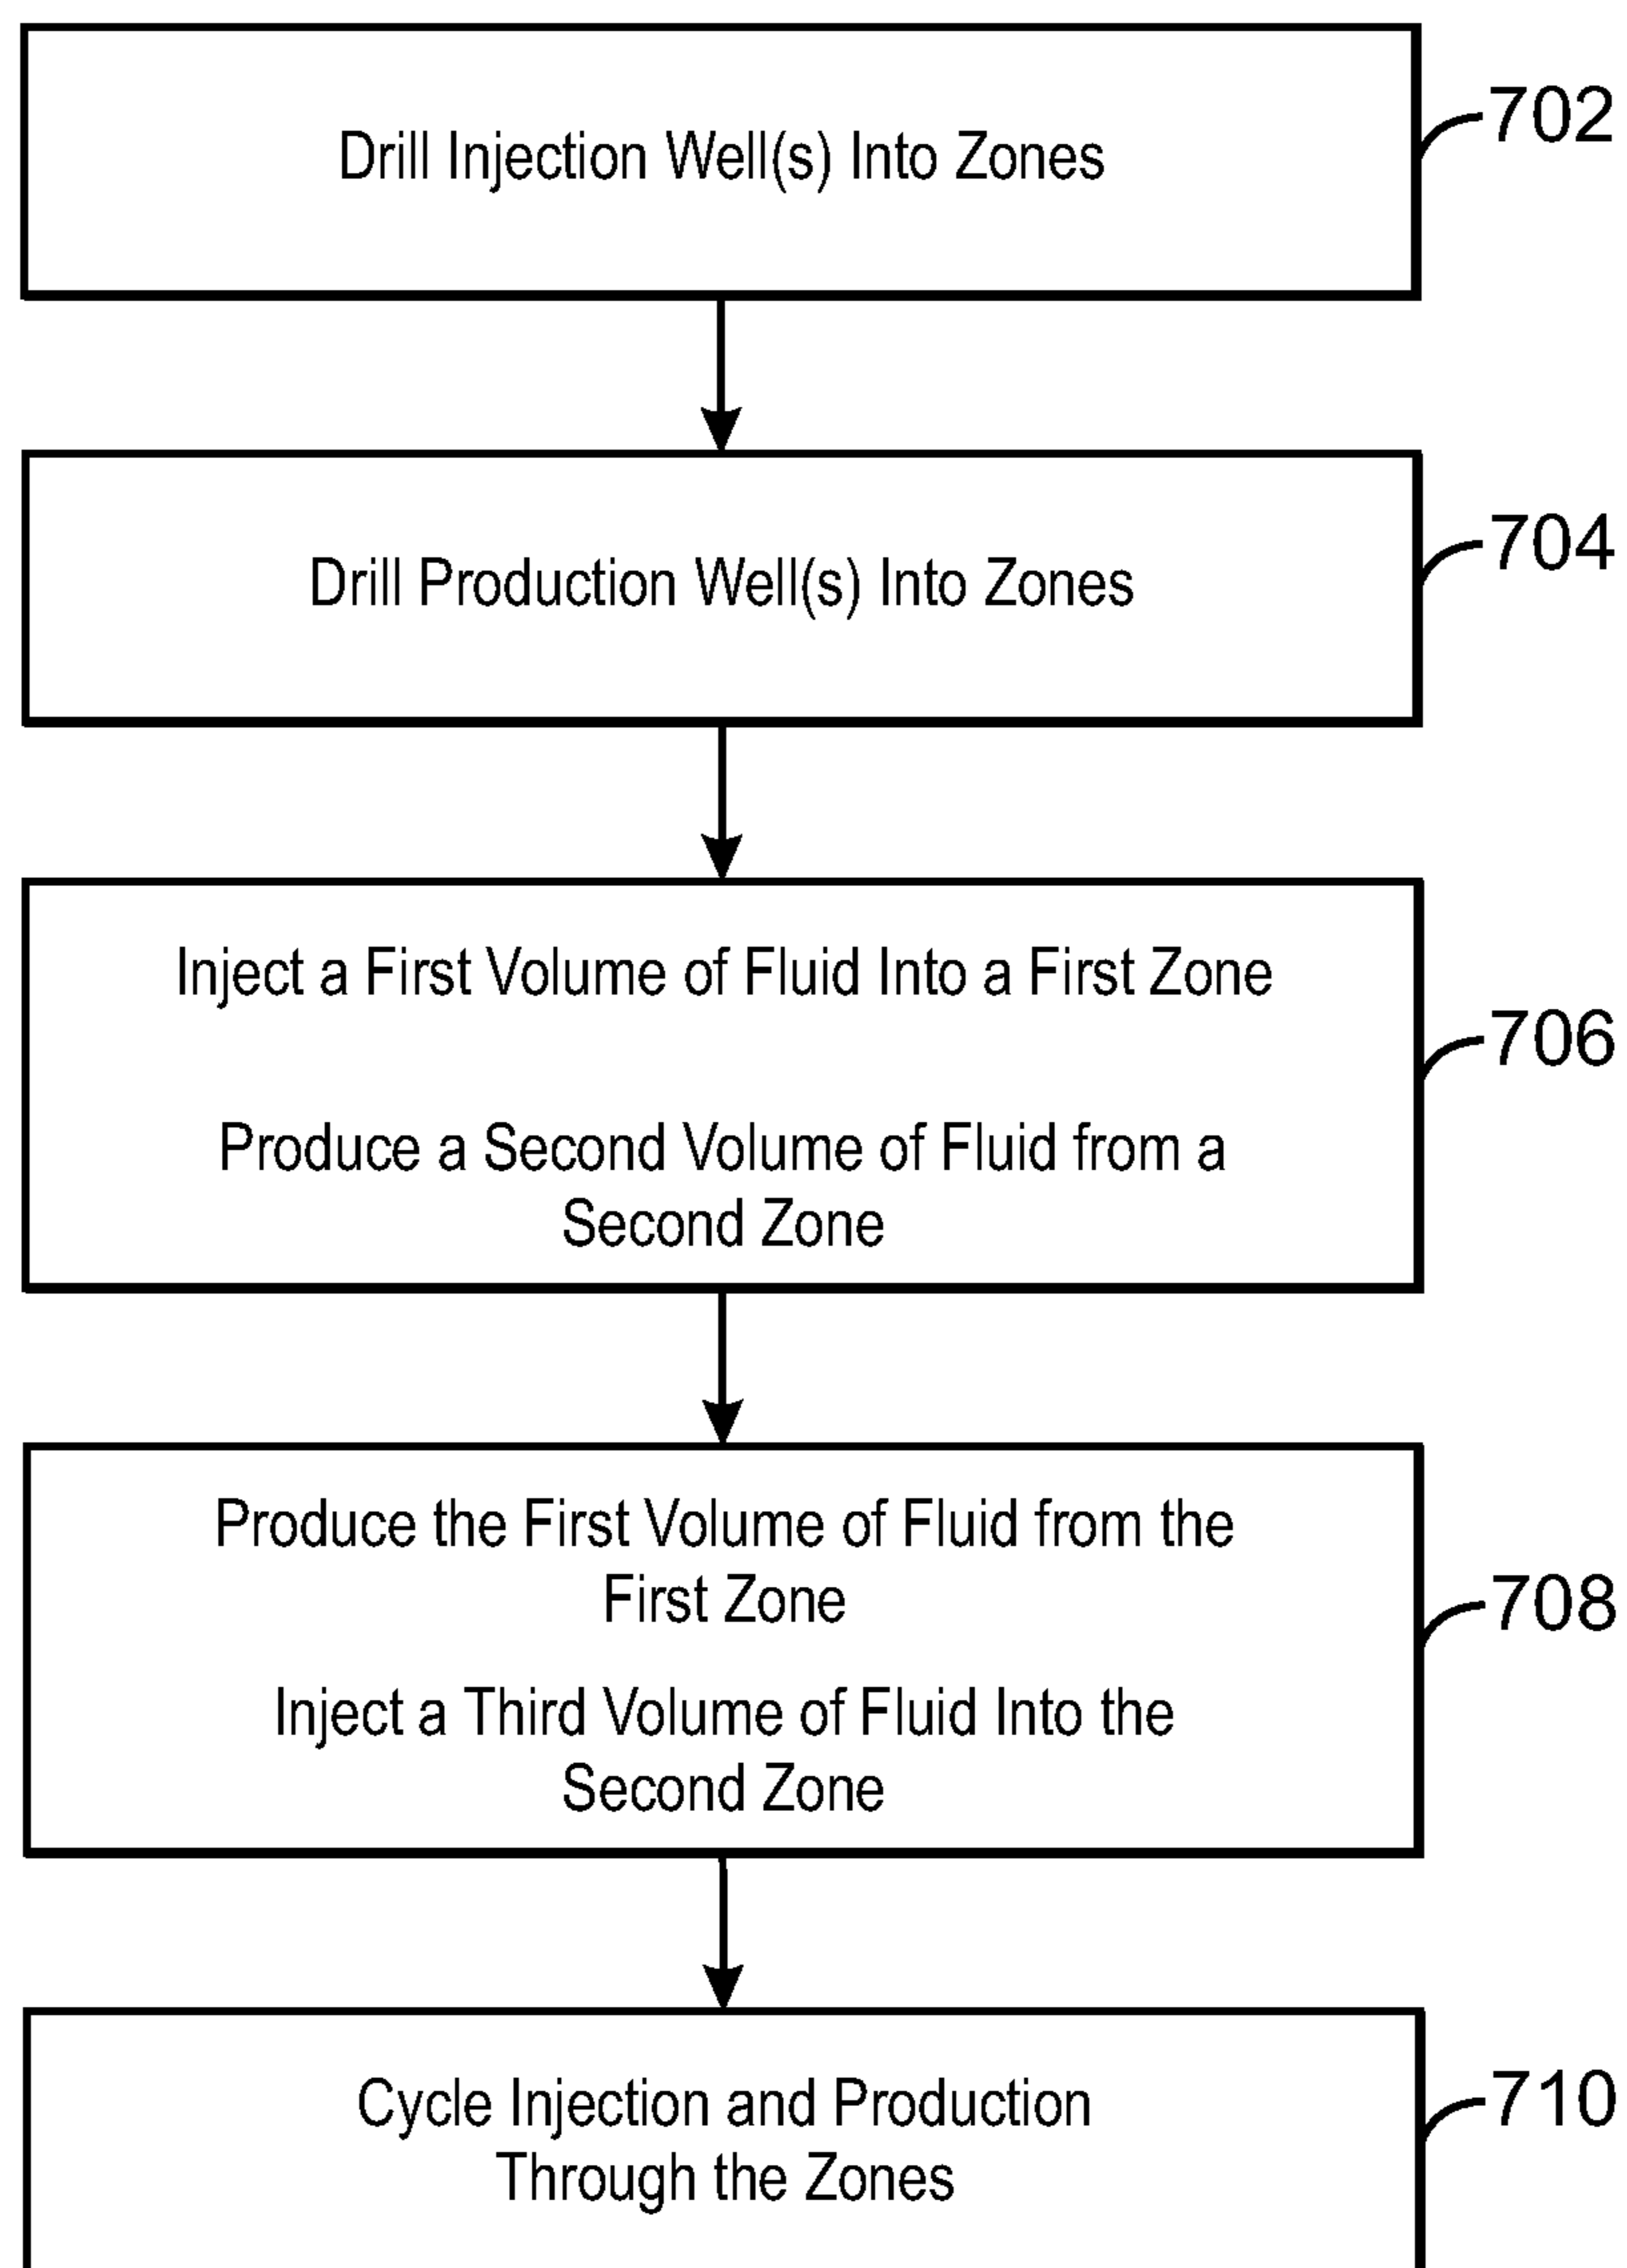 Drill Injection Well(s) Into Zones
702
Drill Production Well(s) Into Zones
704
Inject a First Volume of Fluid Into a First Zone
706
Produce a Second Volume of Fluid from a
Second Zone
Produce the First Volume of Fluid from the
First Zone
708
Inject a Third Volume of Fluid Into the
Second Zone
Cycle Injection and Production
710
Through the Zones